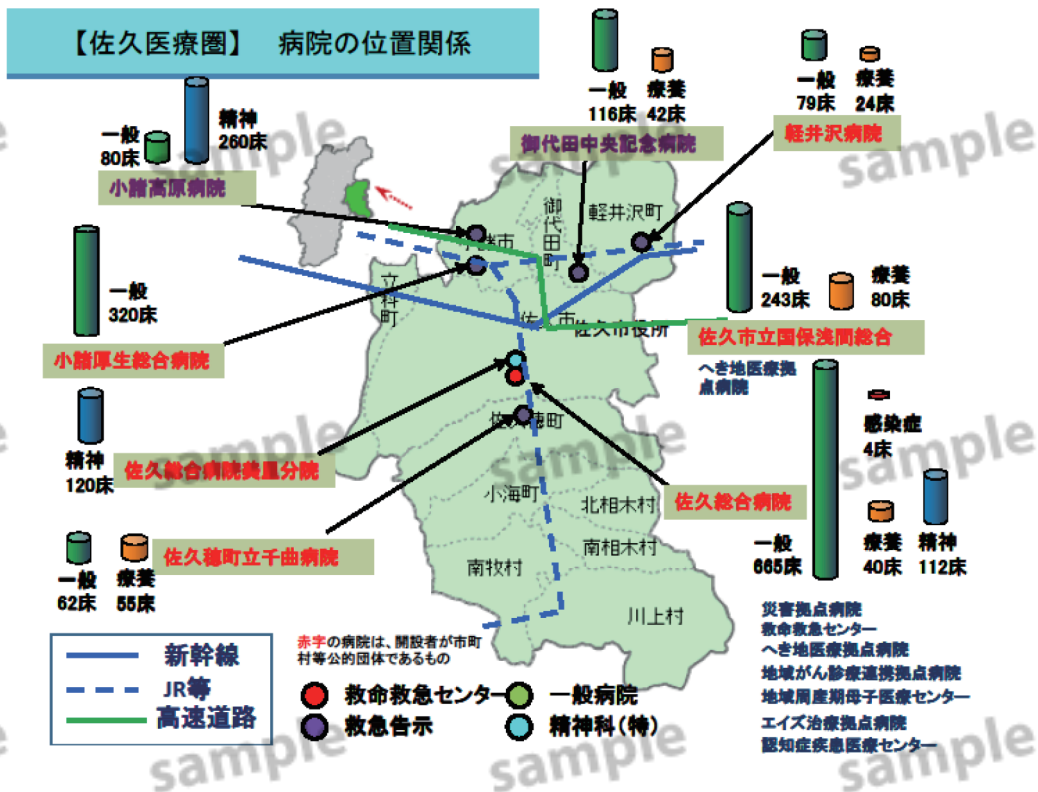 【佐久医療圏】 病院の位置関係
一般
116床
療養
42床
一般
79床
療養
24床
御代田中央記念病院
軽井沢病院
一般
80床
精神
260床
小諸高原病院
御代田町
軽井沢町
小諸市
立科町
佐久市
佐久市役所
一般
320床
小諸厚生総合病院
一般
243床
療養
80床
佐久市立国保浅間総合
へき地医療拠
点病院
精神
120床
佐久総合病院美里分院
佐久穂町
感染症
4床
佐久総合病院
一般
665床
療養
40床
精神
112床
一般
62床
療養
55床
佐久穂町立千曲病院
小海町
北相木村
南相木村
南牧村
川上村
災害拠点病院
救命救急センター
へき地医療拠点病院
地域がん診療連携拠点病院
地域周産期母子医療センター
エイズ治療拠点病院
認知症疾患医療センター
新幹線
JR等
高速道路
赤字の病院は、開設者が市町
村等公的団体であるもの
救命救急センター
一般病院
救急告示
精神科(特)
sample
sample
sample
sample
sample
sample
sample
sample
sample